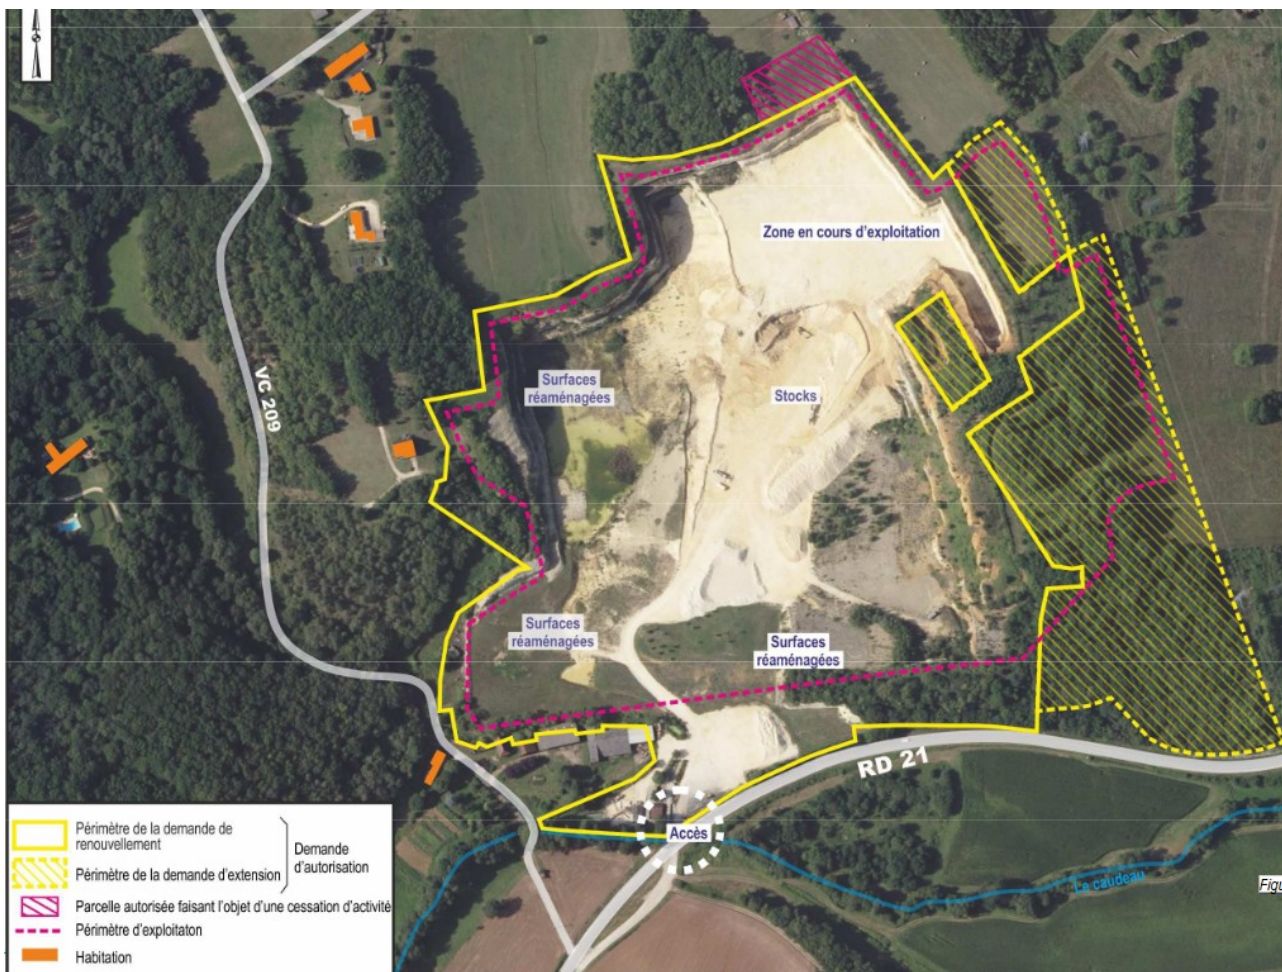 Zone en cours d'exploitation
VC 209
Surfaces
réaménagées
Stocks
Surfaces
réaménagées
Surfaces
réaménagées
RD 21
Accès
Le caudeau
Figu
Périmètre de la demande de
renouvellement
Demande
d'autorisation
Périmètre de la demande d'extension
Parcelle autorisée faisant l'objet d'une cessation d'activité
Périmètre d'exploitaton
Habitation